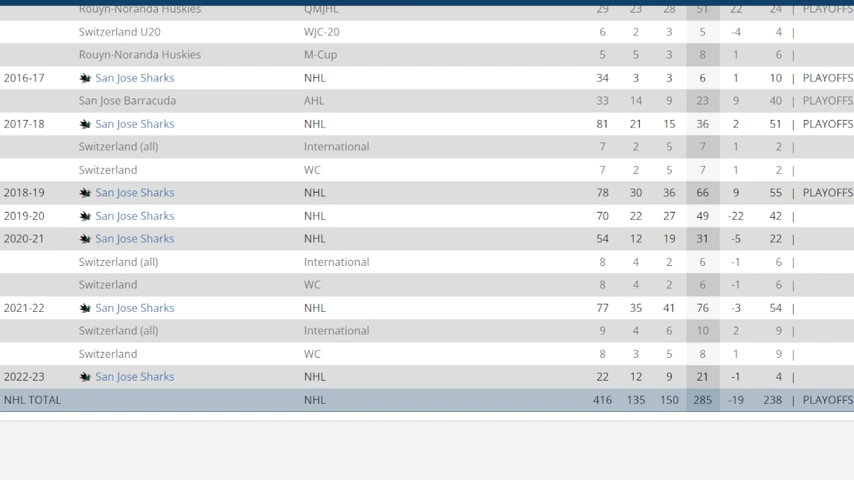 Rouyn-Noranda Huskies QMJHL 29 23 28 51 22 24 | PLAYOFFS
Switzerland U20 WJC-20 6 2 3 5 -4 4 |
Rouyn-Noranda Huskies M-Cup 5 5 3 8 1 6 |
2016-17 San Jose Sharks NHL 34 3 3 6 1 10 | PLAYOFFS
San Jose Barracuda AHL 33 14 9 23 9 40 | PLAYOFFS
2017-18 San Jose Sharks NHL 81 21 15 36 2 51 | PLAYOFFS
Switzerland (all) International 7 2 5 7 1 2 |
Switzerland WC 7 2 5 7 1 2 |
2018-19 San Jose Sharks NHL 78 30 36 66 9 55 | PLAYOFFS
2019-20 San Jose Sharks NHL 70 22 27 49 -22 42 |
2020-21 San Jose Sharks NHL 54 12 19 31 -5 22 |
Switzerland (all) International 8 4 2 6 -1 6 |
Switzerland WC 8 4 2 6 -1 6 |
2021-22 San Jose Sharks NHL 77 35 41 76 -3 54 |
Switzerland (all) International 9 4 6 10 2 9 |
Switzerland WC 8 3 5 8 1 9 |
2022-23 San Jose Sharks NHL 22 12 9 21 -1 4 |
NHL TOTAL NHL 416 135 150 285 -19 238 | PLAYOFFS